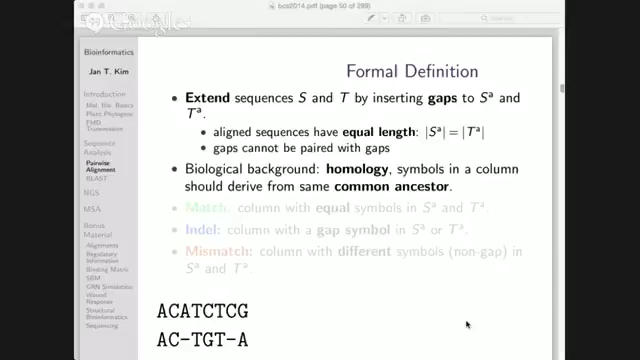 bcs2014.pdf (page 50 of 299)
Search
Bioinformatics
Jan T. Kim
Introduction
Mol. Bio. Basics
Plant Phylogeny
FMD
Transmission
Sequence
Analysis
Pairwise
Alignment
BLAST
NGS
MSA
Bonus
Material
Alignments
Regulatory
Information
Binding Matrix
SBM
GRN Simulation
Wound
Response
Structural
Bioinformatics
Sequencing
Formal Definition
• Extend sequences S and T by inserting gaps to Sᵃ and
Tᵃ.
• aligned sequences have equal length: |Sᵃ| = |Tᵃ|
• gaps cannot be paired with gaps
• Biological background: homology, symbols in a column
should derive from same common ancestor.
• Match: column with equal symbols in Sᵃ and Tᵃ.
• Indel: column with a gap symbol in Sᵃ or Tᵃ.
• Mismatch: column with different symbols (non-gap) in
Sᵃ and Tᵃ.
ACATCTCG
AC-TGT-A